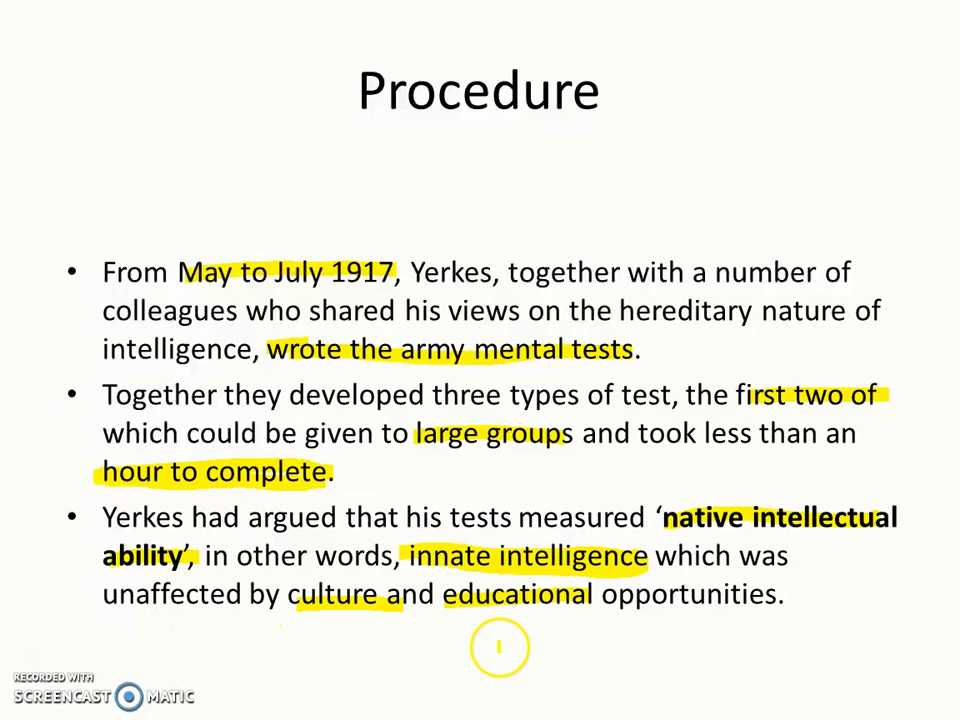 Procedure
• From May to July 1917, Yerkes, together with a number of
colleagues who shared his views on the hereditary nature of
intelligence, wrote the army mental tests.
• Together they developed three types of test, the first two of
which could be given to large groups and took less than an
hour to complete.
• Yerkes had argued that his tests measured ‘native intellectual
ability’, in other words, innate intelligence which was
unaffected by culture and educational opportunities.
RECORDED WITH
SCREENCAST MATIC